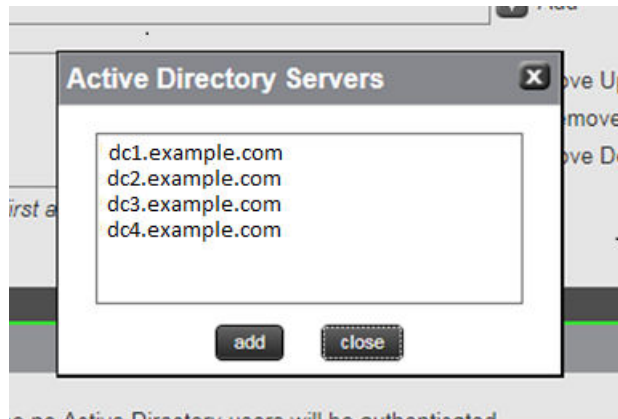 Add
Active Directory Servers
ove Up
emove
ove D
dc1.example.com
dc2.example.com
dc3.example.com
dc4.example.com
irst a
add
close
no Active Directory users will be authenticated